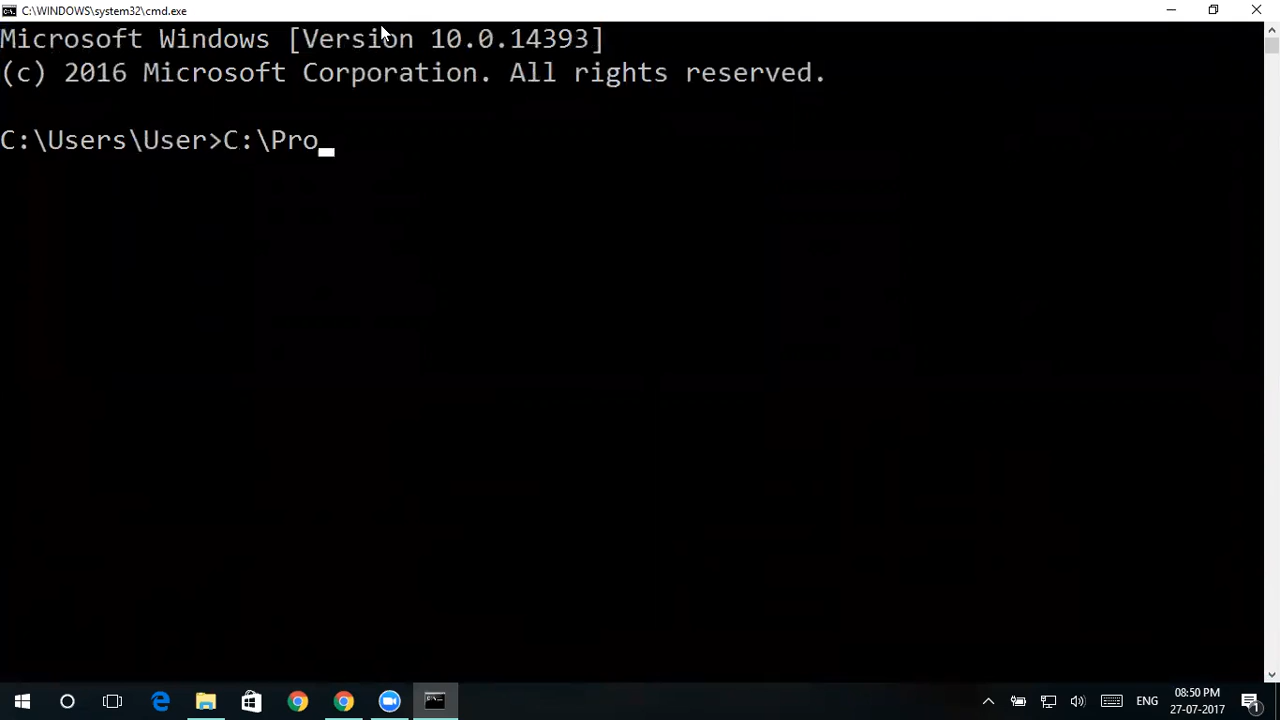 C:\WINDOWS\system32\cmd.exe
Microsoft Windows [Version 10.0.14393]
(c) 2016 Microsoft Corporation. All rights reserved.
C:\Users\User>C:\Pro
ENG
08:50 PM
27-07-2017
1